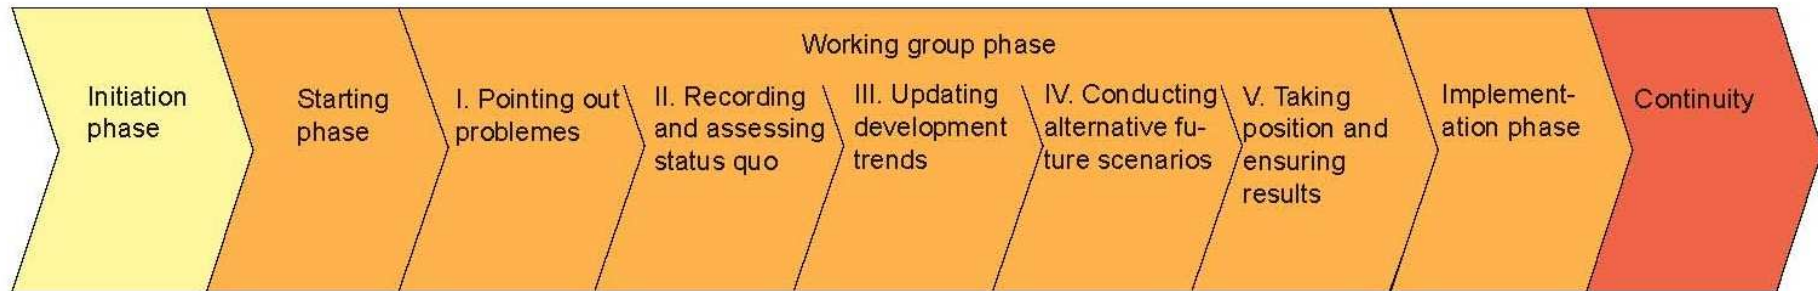 Working group phase
Initiation
phase
Starting
phase
I. Pointing out
problemes
II. Recording
and assessing
status quo
III. Updating
development
trends
IV. Conducting
alternative fu-
ture scenarios
V. Taking
position and
ensuring
results
Implement-
ation phase
Continuity